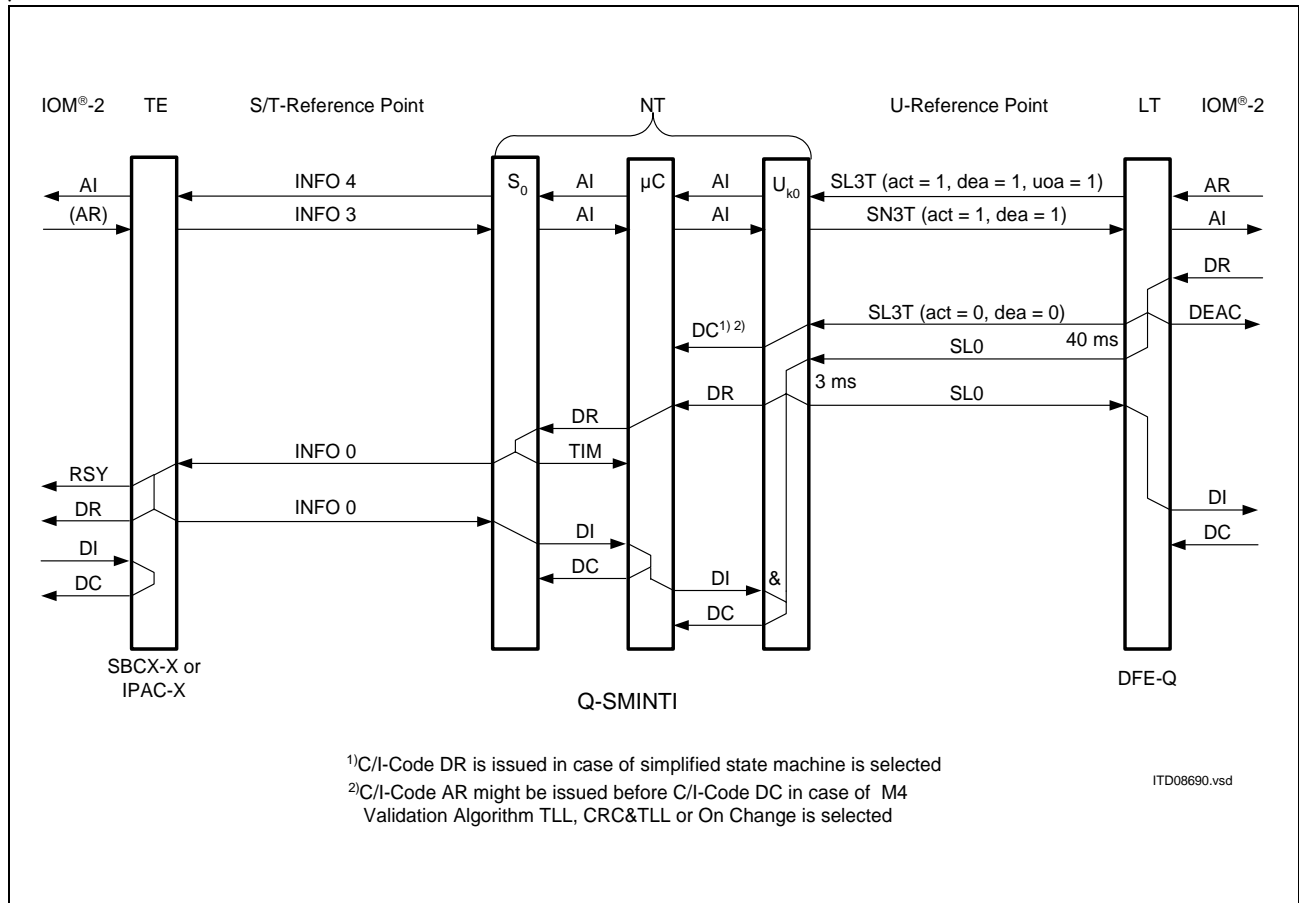 IOM®-2 TE S/T-Reference Point NT U-Reference Point LT IOM®-2
S0 µC Uk0
AI INFO 4 AI AI SL3T (act = 1, dea = 1, uoa = 1) AR
(AR) INFO 3 AI AI SN3T (act = 1, dea = 1) AI
DR
SL3T (act = 0, dea = 0) DEAC
DC1) 2) 40 ms
SL0
3 ms
DR SL0
DR
INFO 0 TIM
RSY
DR INFO 0 DI
DI DI DC
DC DC DI &
DC
SBCX-X or
IPAC-X
DFE-Q
Q-SMINTI
1)C/I-Code DR is issued in case of simplified state machine is selected
2)C/I-Code AR might be issued before C/I-Code DC in case of M4
Validation Algorithm TLL, CRC&TLL or On Change is selected
ITD08690.vsd